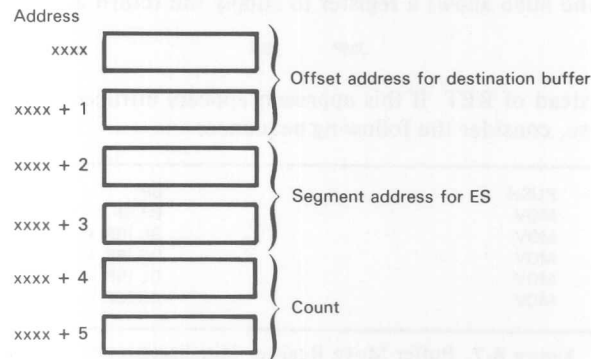 Address
xxxx
Offset address for destination buffer
xxxx + 1
xxxx + 2
Segment address for ES
xxxx + 3
xxxx + 4
Count
xxxx + 5